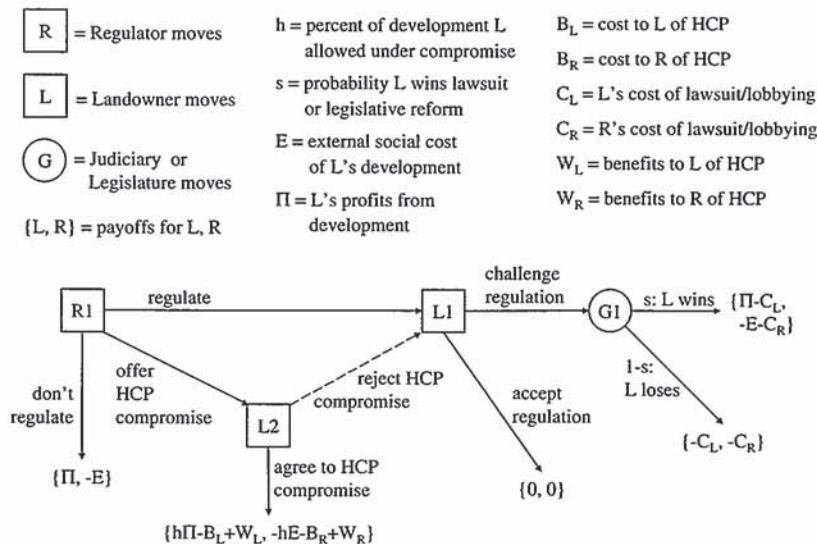 R = Regulator moves
L = Landowner moves
G = Judiciary or
Legislature moves
{L, R} = payoffs for L, R
h = percent of development L
allowed under compromise
s = probability L wins lawsuit
or legislative reform
E = external social cost
of L's development
Π = L's profits from
development
B_L = cost to L of HCP
B_R = cost to R of HCP
C_L = L's cost of lawsuit/lobbying
C_R = R's cost of lawsuit/lobbying
W_L = benefits to L of HCP
W_R = benefits to R of HCP
R1
regulate
L1
challenge
regulation
G1
s: L wins
{Π-C_L,
-E-C_R}
don't
regulate
offer
HCP
compromise
reject HCP
compromise
L2
accept
regulation
1-s:
L loses
{Π, -E}
agree to HCP
compromise
{0, 0}
{-C_L, -C_R}
{hΠ-B_L+W_L, -hE-B_R+W_R}